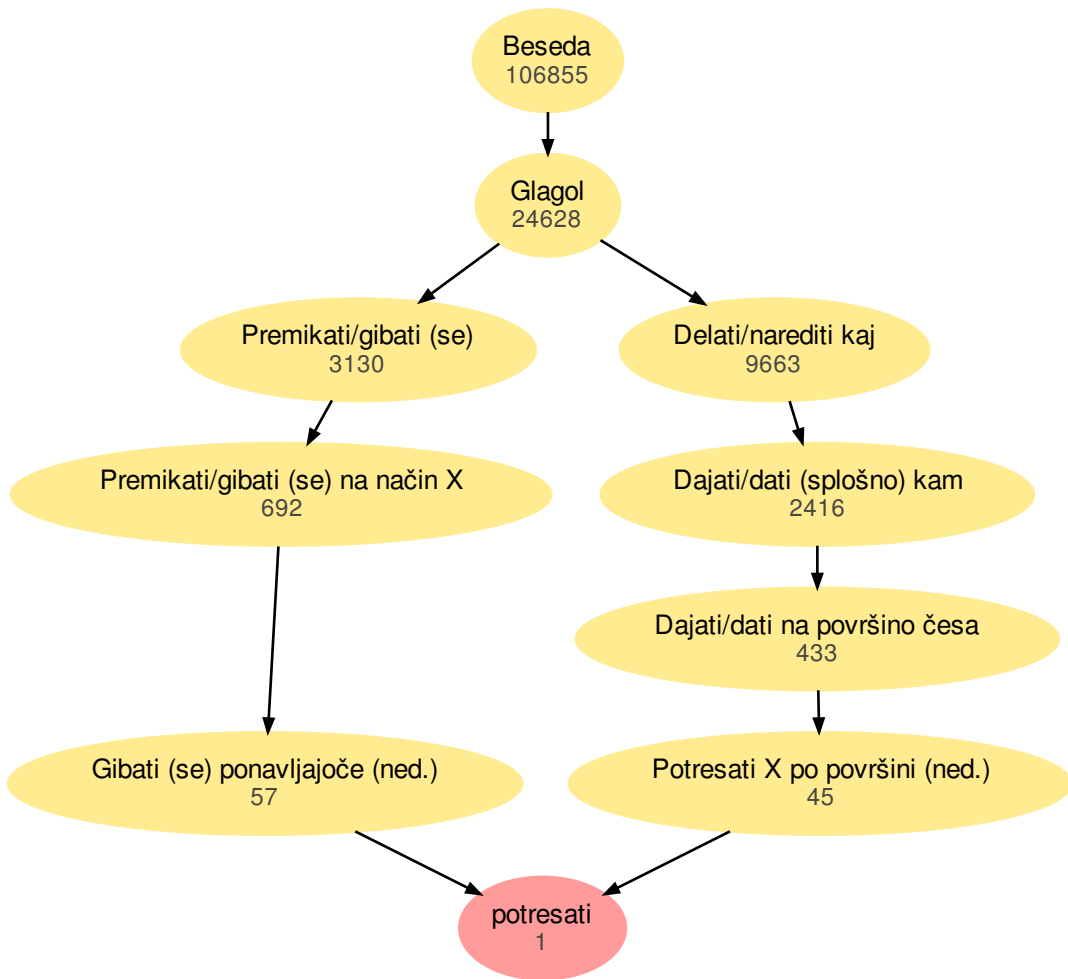 Beseda
106855
Glagol
24628
Premikati/gibati (se)
3130
Delati/narediti kaj
9663
Premikati/gibati (se) na način X
692
Dajati/dati (splošno) kam
2416
Dajati/dati na površino česa
433
Gibati (se) ponavljajoče (ned.)
57
Potresati X po površini (ned.)
45
potresati
1